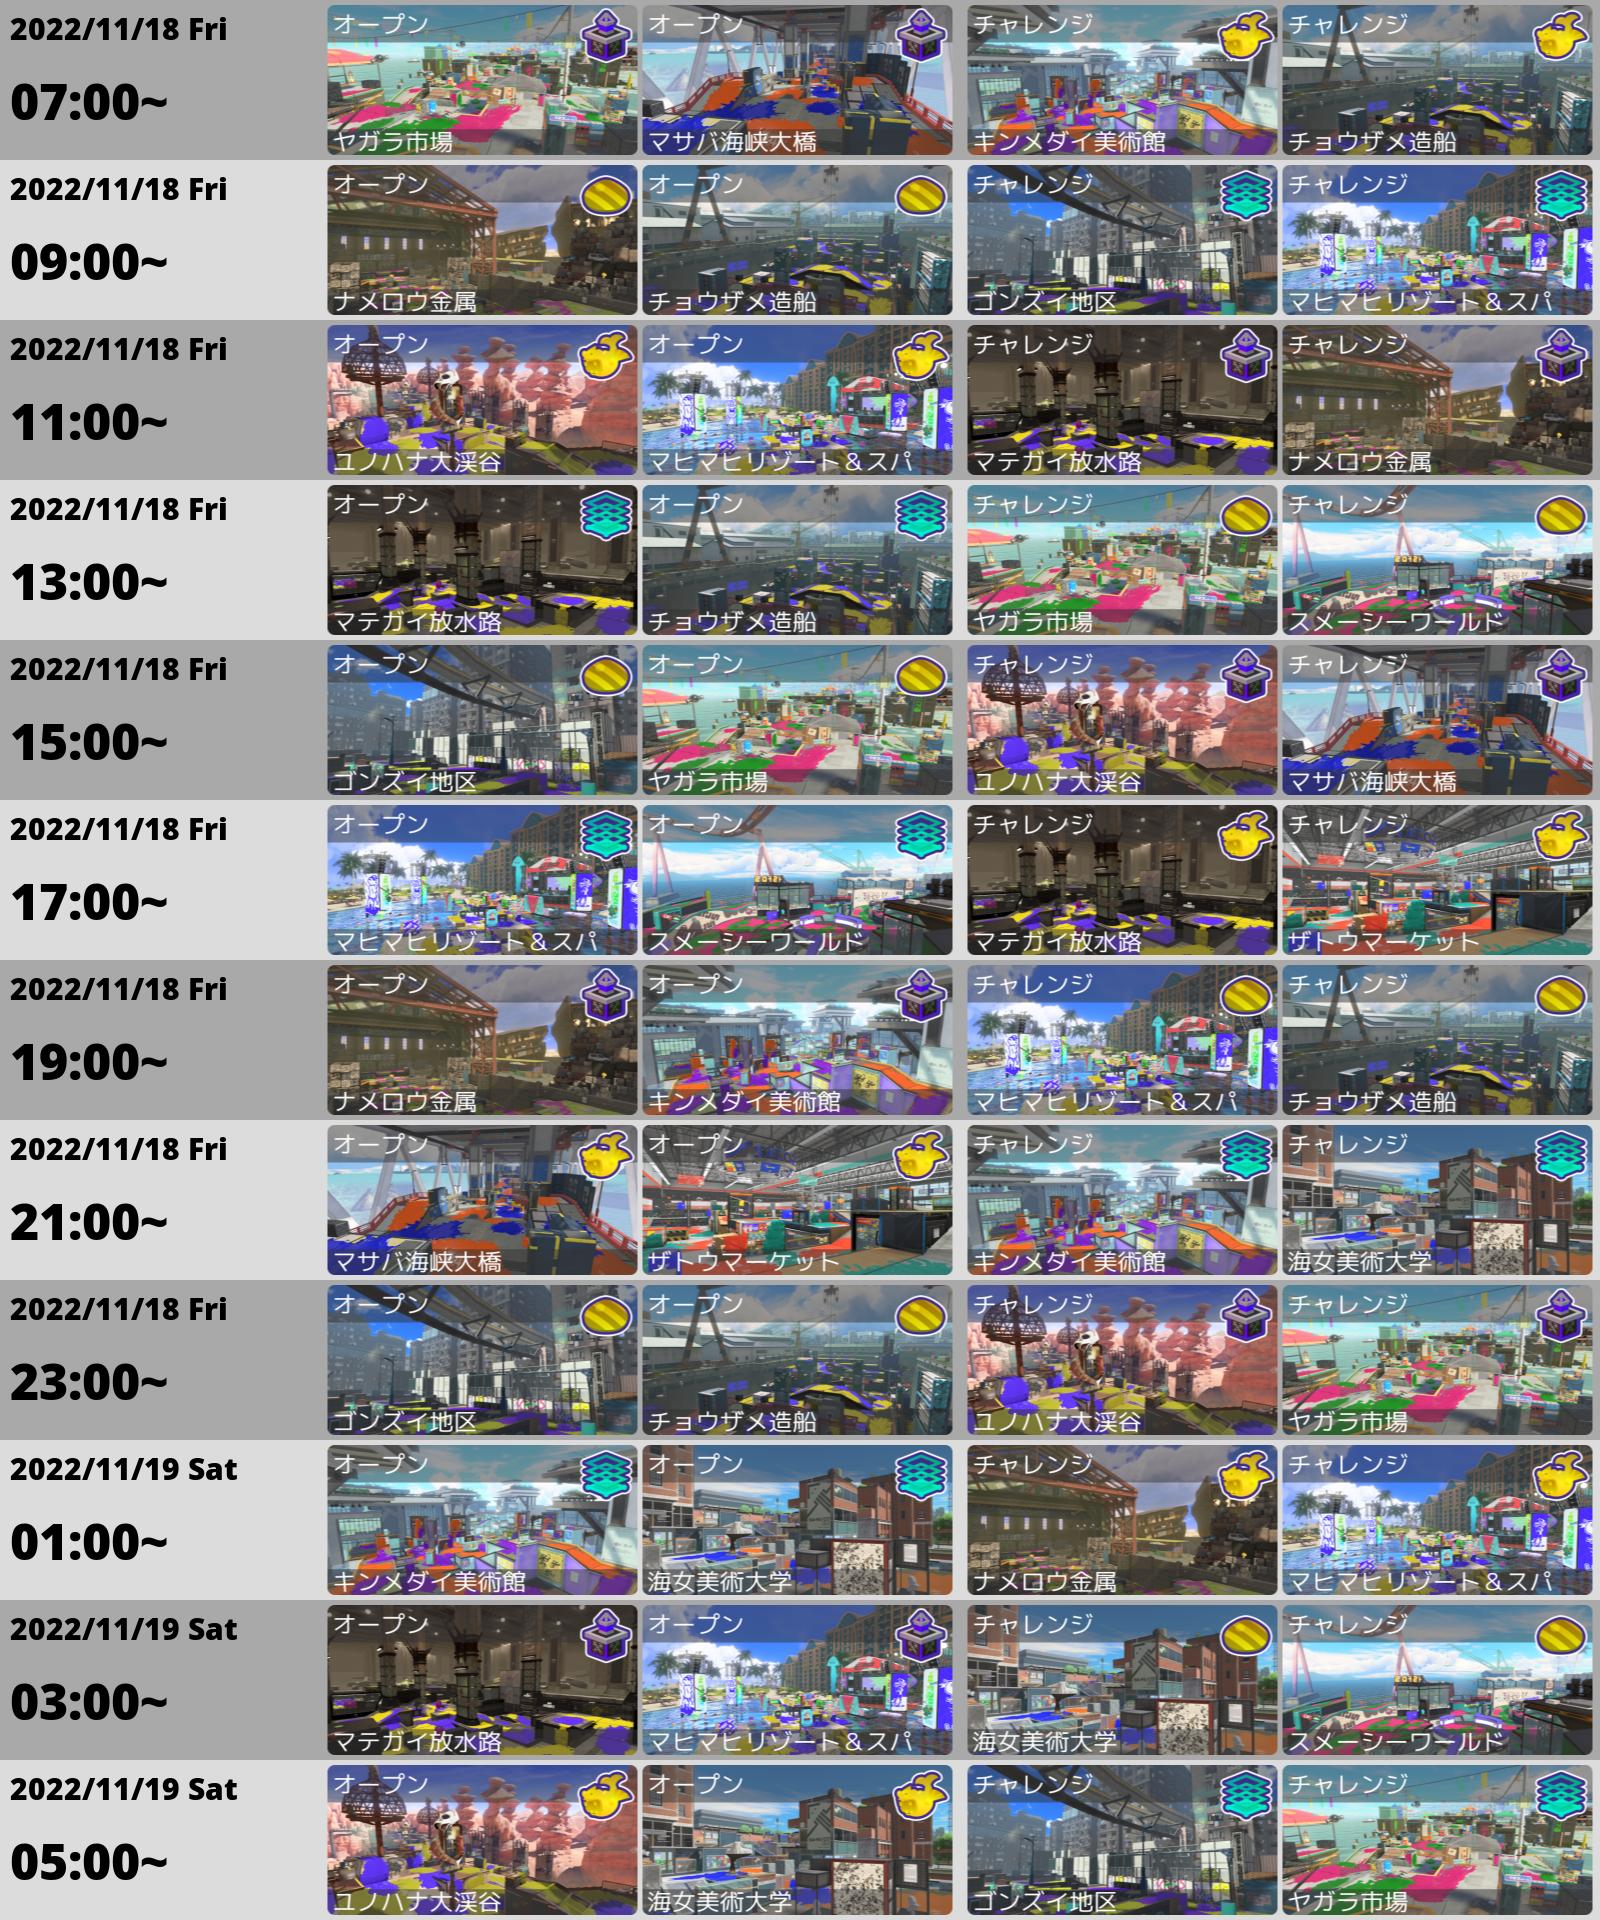 2022/11/18 Fri
07:00~
オープン
ヤガラ市場
オープン
マサバ海峡大橋
チャレンジ
キンメダイ美術館
チャレンジ
チョウザメ造船
2022/11/18 Fri
09:00~
オープン
ナメロウ金属
オープン
チョウザメ造船
チャレンジ
ゴンズイ地区
チャレンジ
マヒマヒリゾート＆スパ
2022/11/18 Fri
11:00~
オープン
ユノハナ大渓谷
オープン
マヒマヒリゾート＆スパ
チャレンジ
マテガイ放水路
チャレンジ
ナメロウ金属
2022/11/18 Fri
13:00~
オープン
マテガイ放水路
オープン
チョウザメ造船
チャレンジ
ヤガラ市場
チャレンジ
スメーシーワールド
2022/11/18 Fri
15:00~
オープン
ゴンズイ地区
オープン
ヤガラ市場
チャレンジ
ユノハナ大渓谷
チャレンジ
マサバ海峡大橋
2022/11/18 Fri
17:00~
オープン
マヒマヒリゾート＆スパ
オープン
スメーシーワールド
チャレンジ
マテガイ放水路
チャレンジ
ザトウマーケット
2022/11/18 Fri
19:00~
オープン
ナメロウ金属
オープン
キンメダイ美術館
チャレンジ
マヒマヒリゾート＆スパ
チャレンジ
チョウザメ造船
2022/11/18 Fri
21:00~
オープン
マサバ海峡大橋
オープン
ザトウマーケット
チャレンジ
キンメダイ美術館
チャレンジ
海女美術大学
2022/11/18 Fri
23:00~
オープン
ゴンズイ地区
オープン
チョウザメ造船
チャレンジ
ユノハナ大渓谷
チャレンジ
ヤガラ市場
2022/11/19 Sat
01:00~
オープン
キンメダイ美術館
オープン
海女美術大学
チャレンジ
ナメロウ金属
チャレンジ
マヒマヒリゾート＆スパ
2022/11/19 Sat
03:00~
オープン
マテガイ放水路
オープン
マヒマヒリゾート＆スパ
チャレンジ
海女美術大学
チャレンジ
スメーシーワールド
2022/11/19 Sat
05:00~
オープン
ユノハナ大渓谷
オープン
海女美術大学
チャレンジ
ゴンズイ地区
チャレンジ
ヤガラ市場